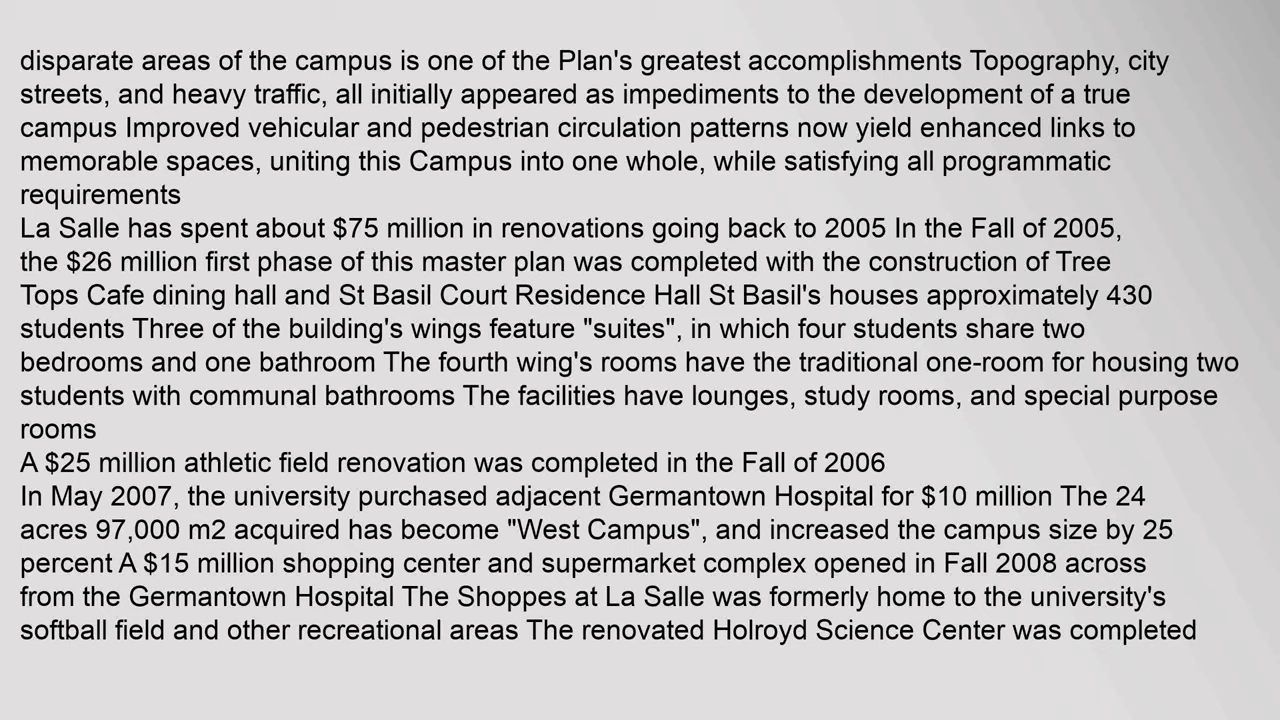 disparate areas of the campus is one of the Plan's greatest accomplishments Topography, city
streets, and heavy traffic, all initially appeared as impediments to the development of a true
campus Improved vehicular and pedestrian circulation patterns now yield enhanced links to
memorable spaces, uniting this Campus into one whole, while satisfying all programmatic
requirements
La Salle has spent about $75 million in renovations going back to 2005 In the Fall of 2005,
the $26 million first phase of this master plan was completed with the construction of Tree
Tops Cafe dining hall and St Basil Court Residence Hall St Basil's houses approximately 430
students Three of the building's wings feature "suites", in which four students share two
bedrooms and one bathroom The fourth wing's rooms have the traditional one-room for housing two
students with communal bathrooms The facilities have lounges, study rooms, and special purpose
rooms
A $25 million athletic field renovation was completed in the Fall of 2006
In May 2007, the university purchased adjacent Germantown Hospital for $10 million The 24
acres 97,000 m2 acquired has become "West Campus", and increased the campus size by 25
percent A $15 million shopping center and supermarket complex opened in Fall 2008 across
from the Germantown Hospital The Shoppes at La Salle was formerly home to the university's
softball field and other recreational areas The renovated Holroyd Science Center was completed